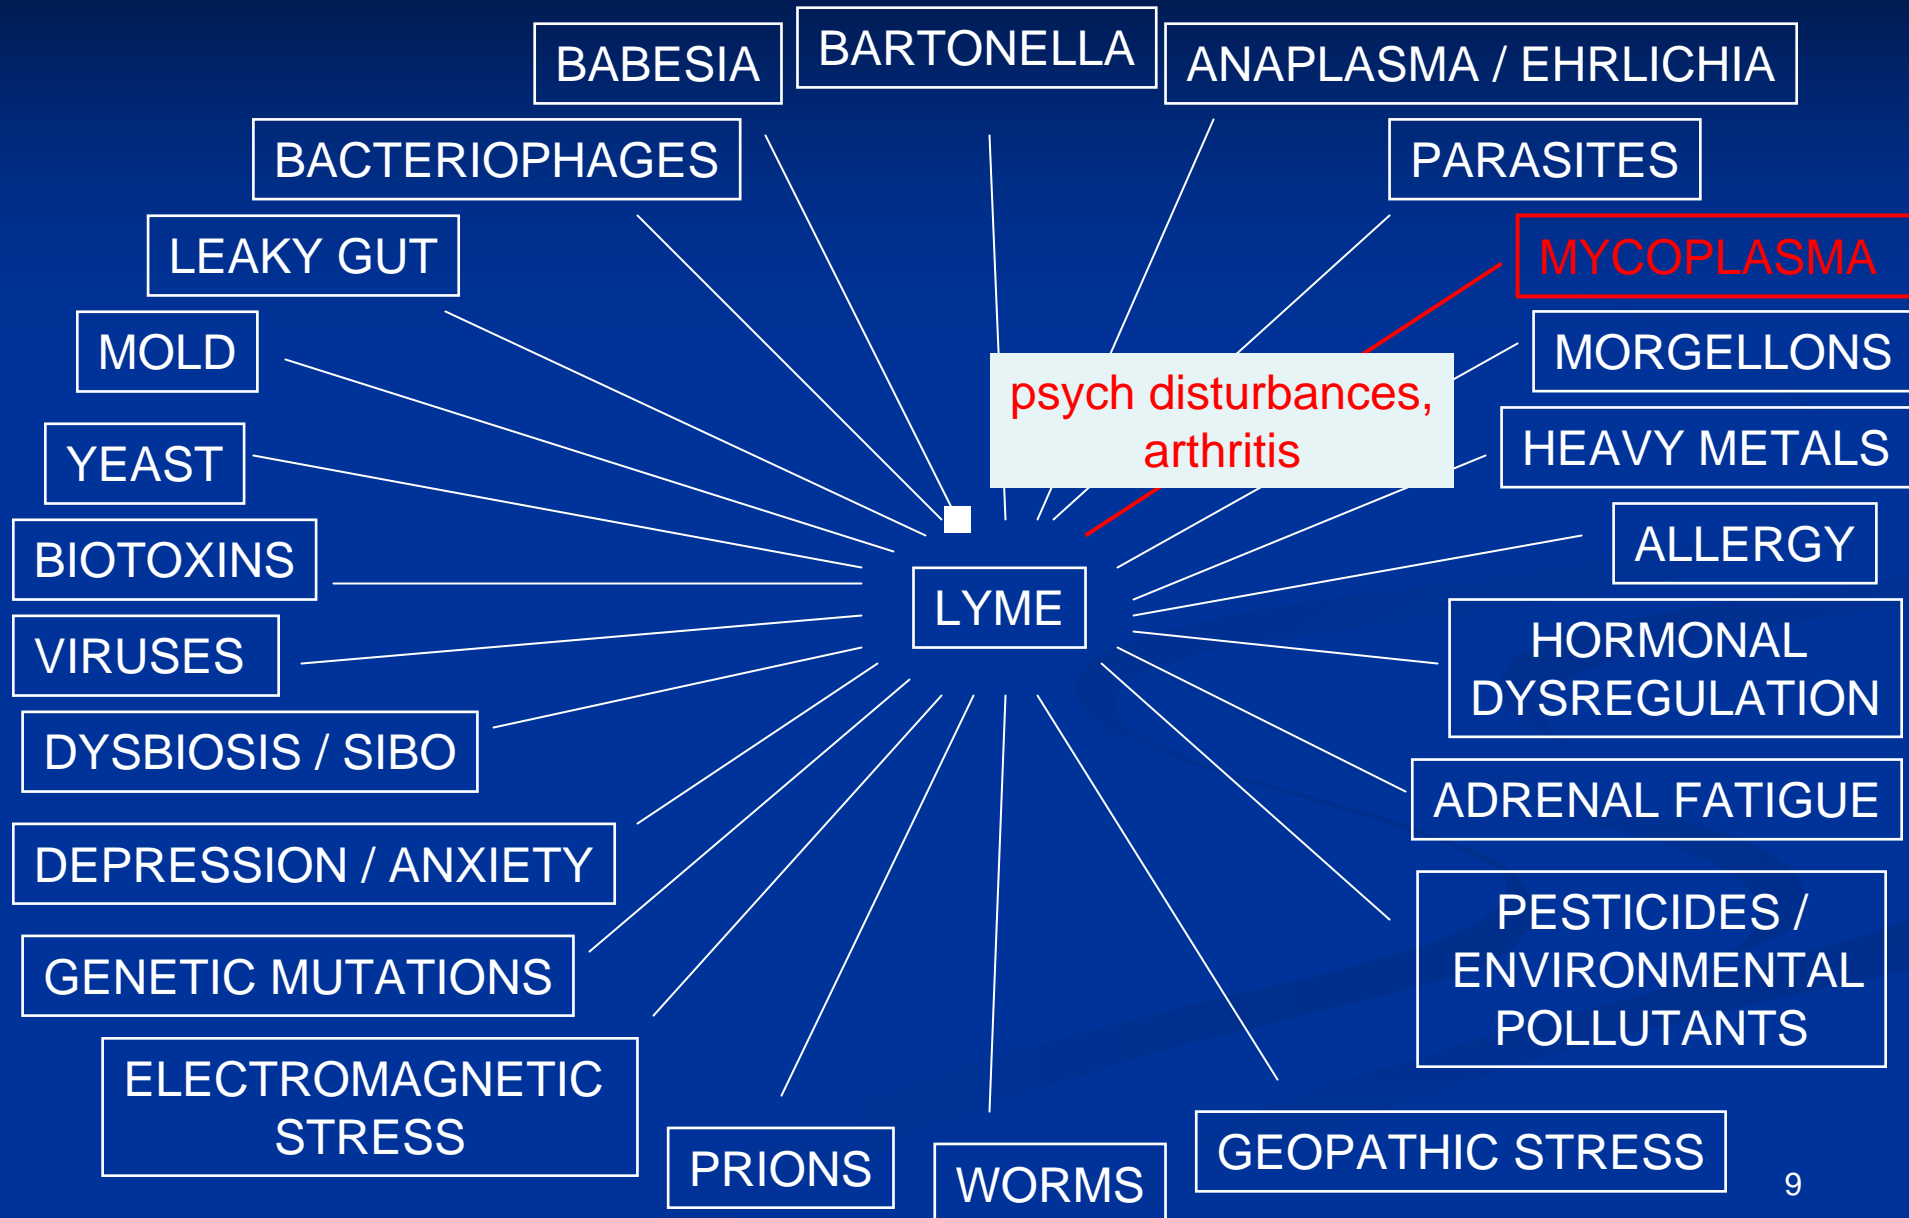 BABESIA
BARTONELLA
ANAPLASMA / EHRLICHIA
BACTERIOPHAGES
PARASITES
LEAKY GUT
MYCOPLASMA
MOLD
MORGELLONS
psych disturbances,
arthritis
YEAST
HEAVY METALS
BIOTOXINS
ALLERGY
LYME
VIRUSES
HORMONAL
DYSREGULATION
DYSBIOSIS / SIBO
ADRENAL FATIGUE
DEPRESSION / ANXIETY
PESTICIDES /
ENVIRONMENTAL
POLLUTANTS
GENETIC MUTATIONS
ELECTROMAGNETIC
STRESS
PRIONS
WORMS
GEOPATHIC STRESS
9